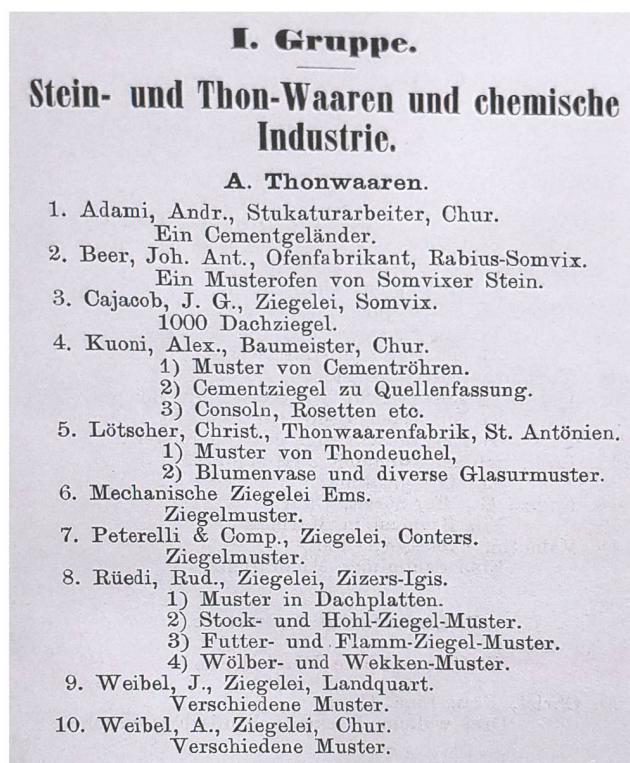 I. Gruppe.
Stein- und Thon-Waaren und chemische
Industrie.
A. Thonwaaren.
1. Adami, Andr., Stukaturarbeiter, Chur.
Ein Cementgeländer.
2. Beer, Joh. Ant., Ofenfabrikant, Rabius-Somvix.
Ein Musterofen von Somvixer Stein.
3. Cajacob, J. G., Ziegelei, Somvix.
1000 Dachziegel.
4. Kuoni, Alex., Baumeister, Chur.
1) Muster von Cementröhren.
2) Cementziegel zu Quellenfassung.
3) Consoln, Rosetten etc.
5. Lötscher, Christ., Thonwaarenfabrik, St. Antönien.
1) Muster von Thondeuchel,
2) Blumenvase und diverse Glasurmuster.
6. Mechanische Ziegelei Ems.
Ziegelmuster.
7. Peterelli & Comp., Ziegelei, Conters.
Ziegelmuster.
8. Rüedi, Rud., Ziegelei, Zizers-Igis.
1) Muster in Dachplatten.
2) Stock- und Hohl-Ziegel-Muster.
3) Futter- und Flamm-Ziegel-Muster.
4) Wölber- und Wekken-Muster.
9. Weibel, J., Ziegelei, Landquart.
Verschiedene Muster.
10. Weibel, A., Ziegelei, Chur.
Verschiedene Muster.